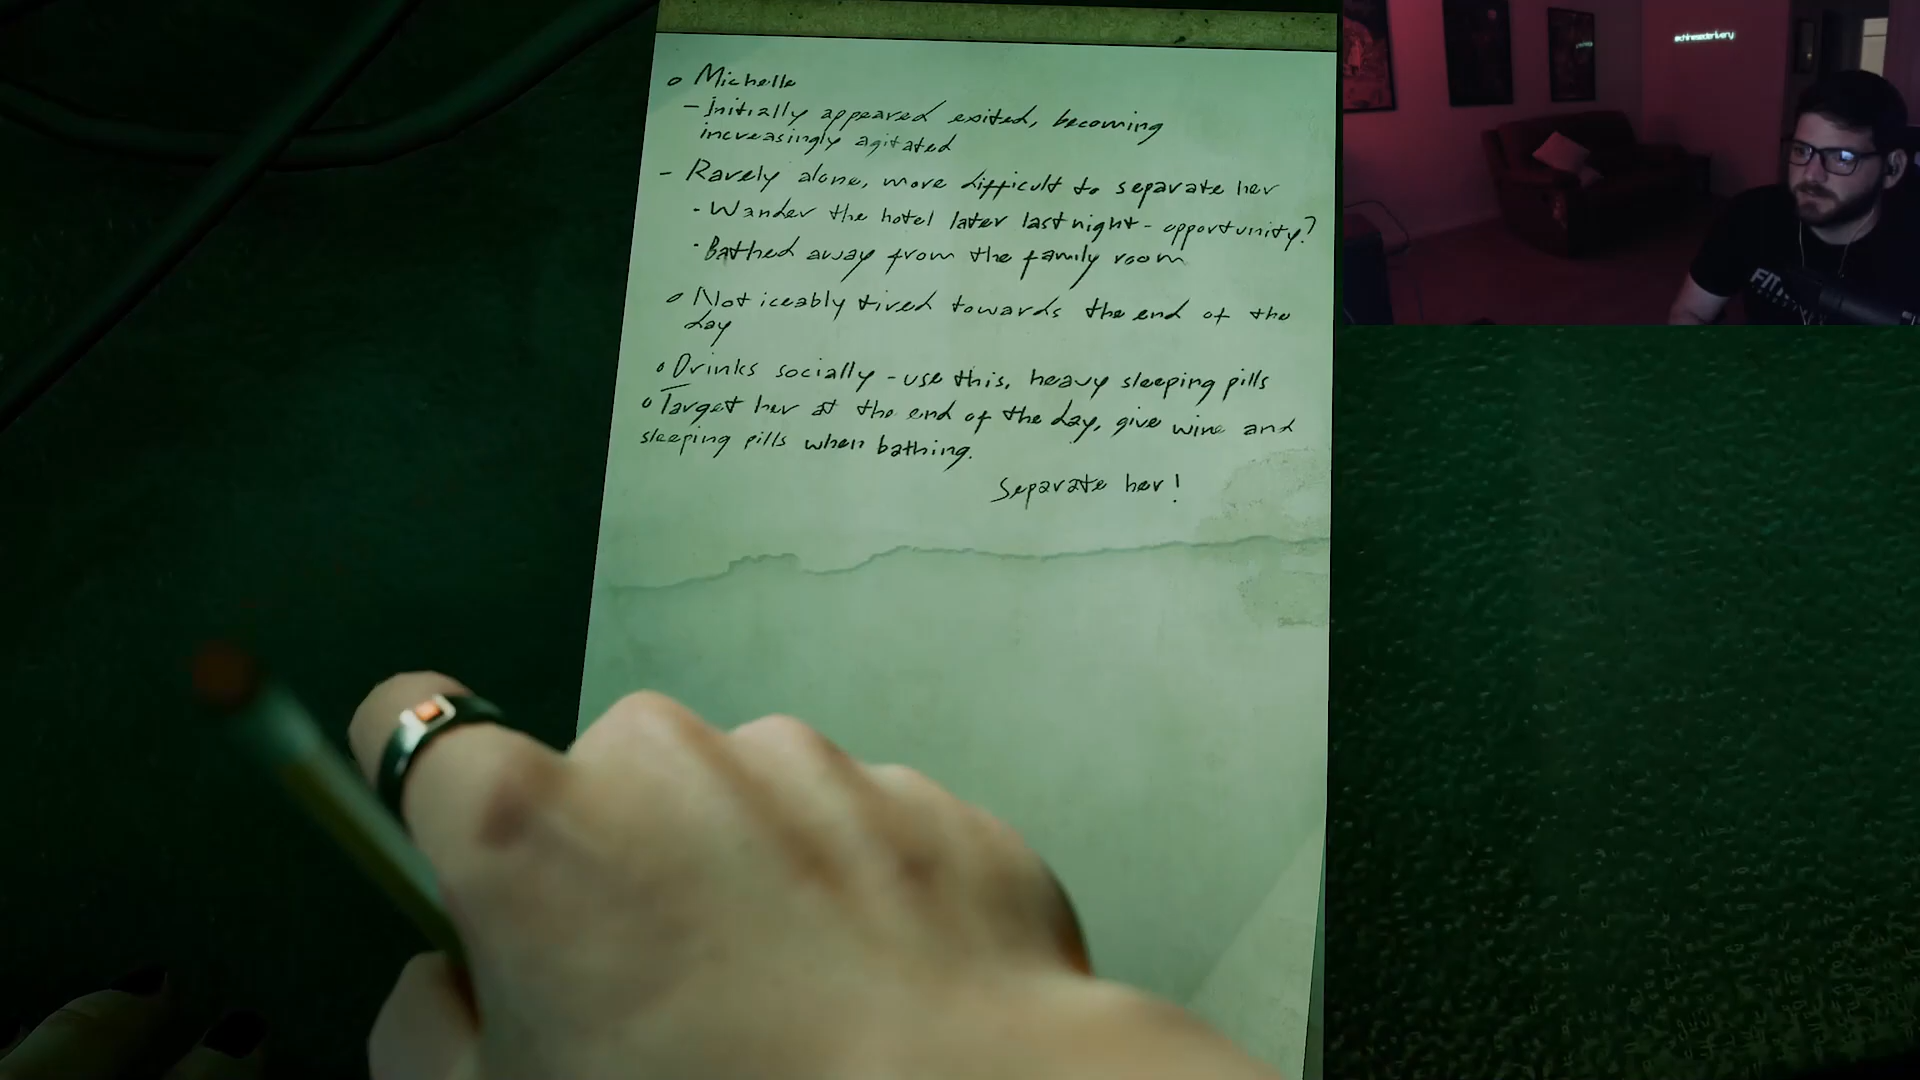 echinesedelivery
o Michelle
- Initially appeared exited, becoming
increasingly agitated
- Rarely alone, more difficult to separate her
- Wander the hotel later last night - opportunity?
- Bathed away from the family room
o Noticeably tired towards the end of the
day
o Drinks socially - use this, heavy sleeping pills
o Target her at the end of the day, give wine and
sleeping pills when bathing.
Separate her!